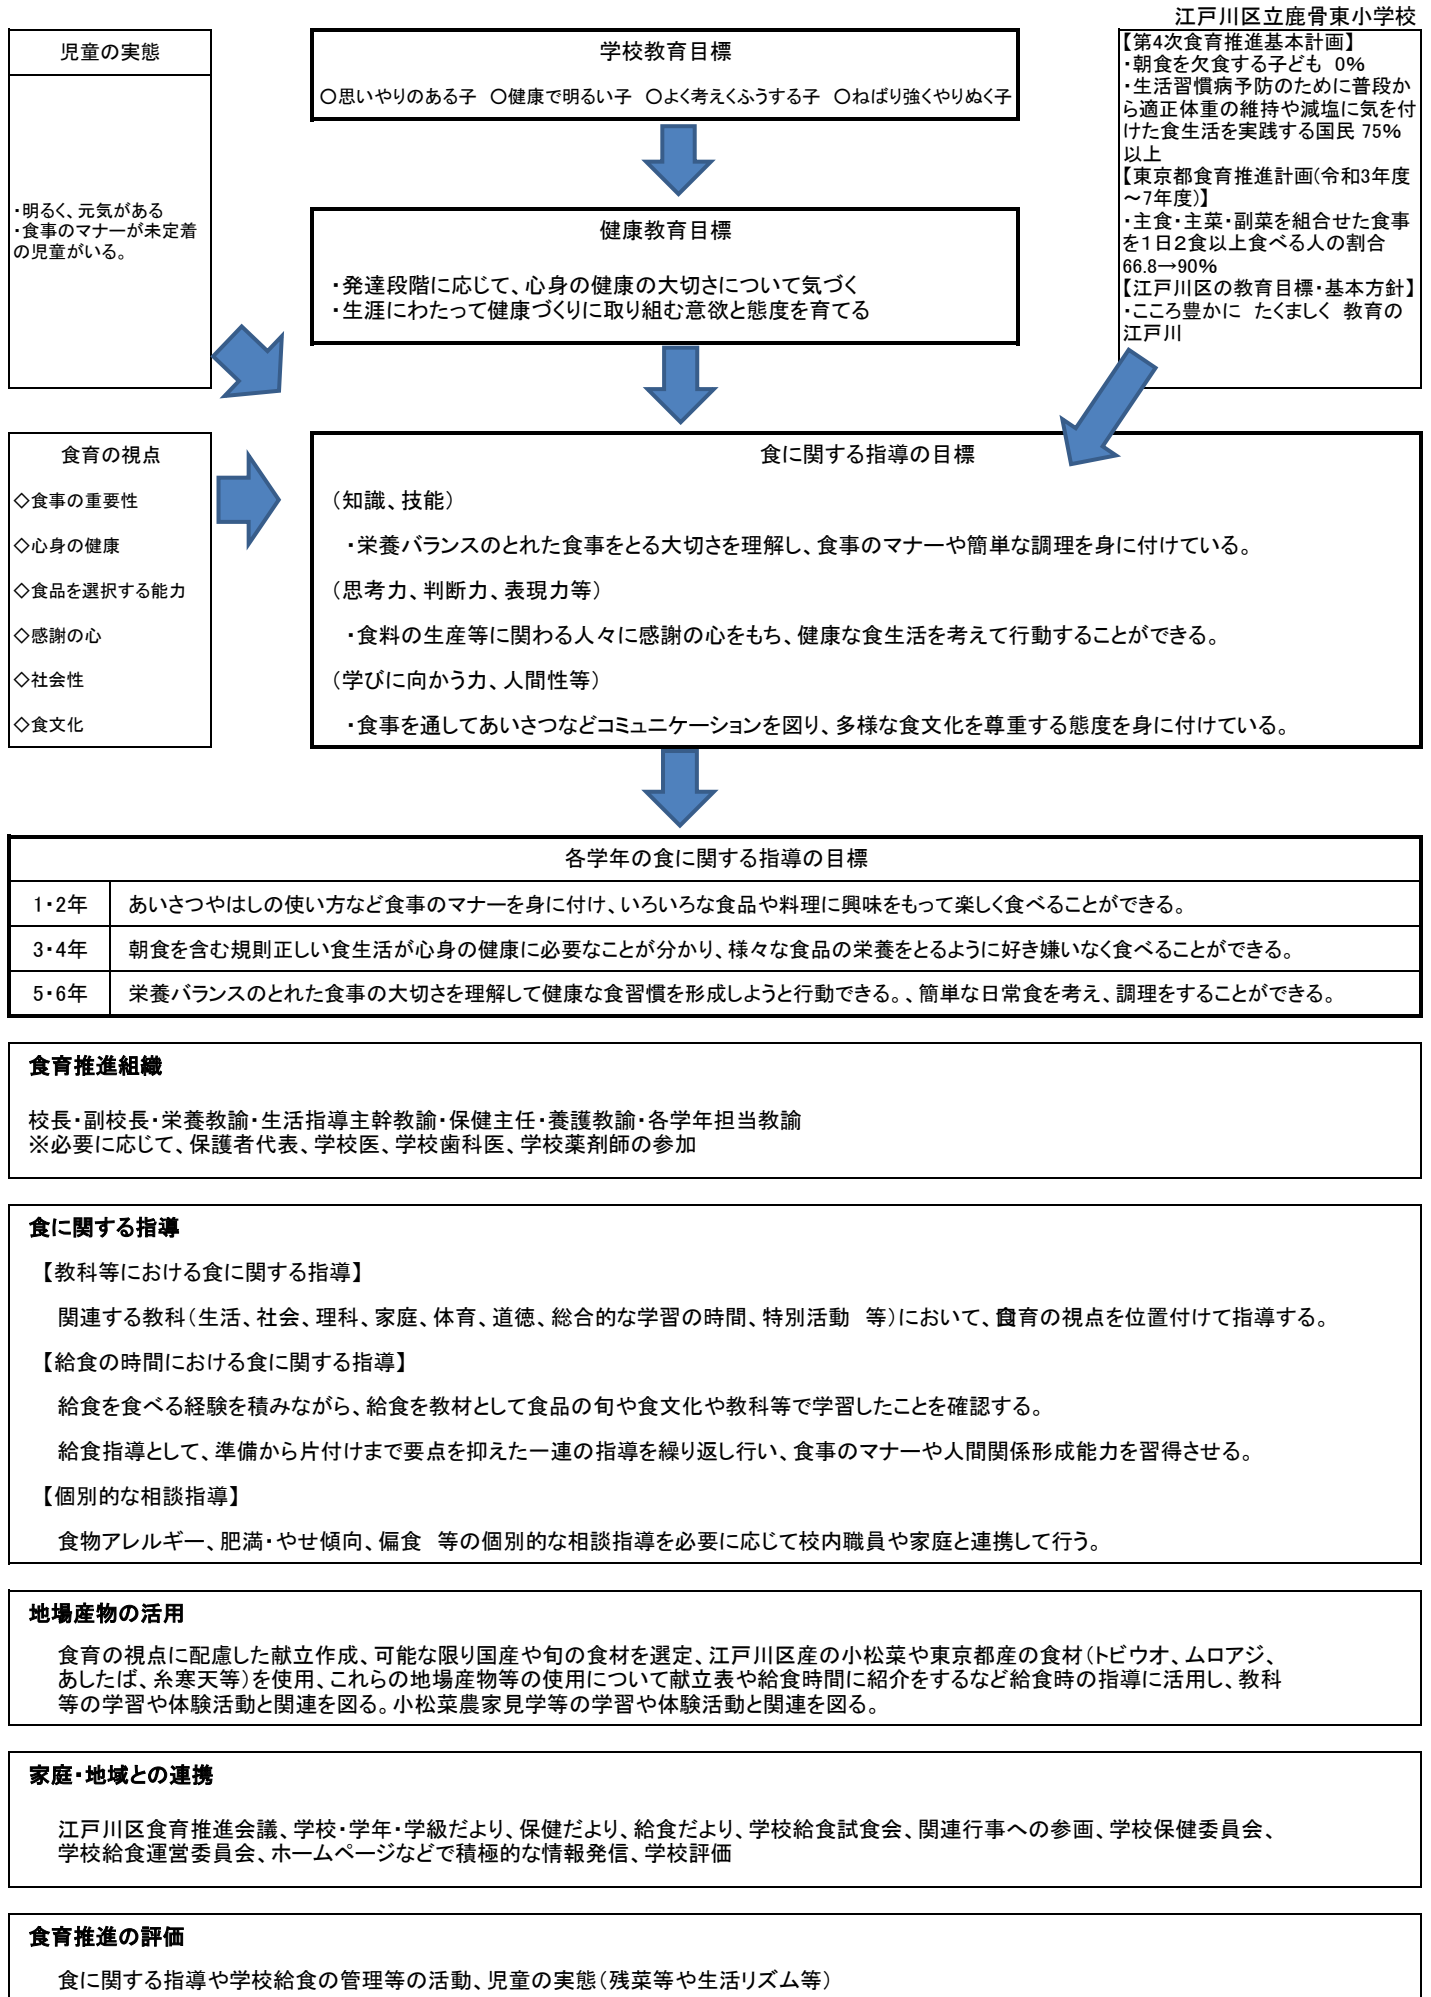 江戸川区立鹿骨東小学校
児童の実態
・明るく、元気がある
・食事のマナーが未定着
の児童がいる。
学校教育目標
○思いやりのある子　○健康で明るい子　○よく考えくふうする子　○ねばり強くやりぬく子
【第4次食育推進基本計画】
・朝食を欠食する子ども　0%
・生活習慣病予防のために普段か
ら適正体重の維持や減塩に気を付
けた食生活を実践する国民 75%
以上
【東京都食育推進計画(令和3年度
～7年度)】
・主食・主菜・副菜を組合せた食事
を１日２食以上食べる人の割合
66.8→90%
【江戸川区の教育目標・基本方針】
・こころ豊かに　たくましく　教育の
江戸川
健康教育目標
・発達段階に応じて、心身の健康の大切さについて気づく
・生涯にわたって健康づくりに取り組む意欲と態度を育てる
食育の視点
◇食事の重要性
◇心身の健康
◇食品を選択する能力
◇感謝の心
◇社会性
◇食文化
食に関する指導の目標
（知識、技能）
・栄養バランスのとれた食事をとる大切さを理解し、食事のマナーや簡単な調理を身に付けている。
（思考力、判断力、表現力等）
・食料の生産等に関わる人々に感謝の心をもち、健康な食生活を考えて行動することができる。
（学びに向かう力、人間性等）
・食事を通してあいさつなどコミュニケーションを図り、多様な食文化を尊重する態度を身に付けている。
各学年の食に関する指導の目標
1・2年　あいさつやはしの使い方など食事のマナーを身に付け、いろいろな食品や料理に興味をもって楽しく食べることができる。
3・4年　朝食を含む規則正しい食生活が心身の健康に必要なことが分かり、様々な食品の栄養をとるように好き嫌いなく食べることができる。
5・6年　栄養バランスのとれた食事の大切さを理解して健康な食習慣を形成しようと行動できる。、簡単な日常食を考え、調理をすることができる。
食育推進組織
校長・副校長・栄養教諭・生活指導主幹教諭・保健主任・養護教諭・各学年担当教諭
※必要に応じて、保護者代表、学校医、学校歯科医、学校薬剤師の参加
食に関する指導
【教科等における食に関する指導】
関連する教科（生活、社会、理科、家庭、体育、道徳、総合的な学習の時間、特別活動　等）において、食育の視点を位置付けて指導する。
【給食の時間における食に関する指導】
給食を食べる経験を積みながら、給食を教材として食品の旬や食文化や教科等で学習したことを確認する。
給食指導として、準備から片付けまで要点を抑えた一連の指導を繰り返し行い、食事のマナーや人間関係形成能力を習得させる。
【個別的な相談指導】
食物アレルギー、肥満・やせ傾向、偏食　等の個別的な相談指導を必要に応じて校内職員や家庭と連携して行う。
地場産物の活用
食育の視点に配慮した献立作成、可能な限り国産や旬の食材を選定、江戸川区産の小松菜や東京都産の食材（トビウオ、ムロアジ、
あしたば、糸寒天等）を使用、これらの地場産物等の使用について献立表や給食時間に紹介をするなど給食時の指導に活用し、教科
等の学習や体験活動と関連を図る。小松菜農家見学等の学習や体験活動と関連を図る。
家庭・地域との連携
江戸川区食育推進会議、学校・学年・学級だより、保健だより、給食だより、学校給食試食会、関連行事への参画、学校保健委員会、
学校給食運営委員会、ホームページなどで積極的な情報発信、学校評価
食育推進の評価
食に関する指導や学校給食の管理等の活動、児童の実態（残菜等や生活リズム等）